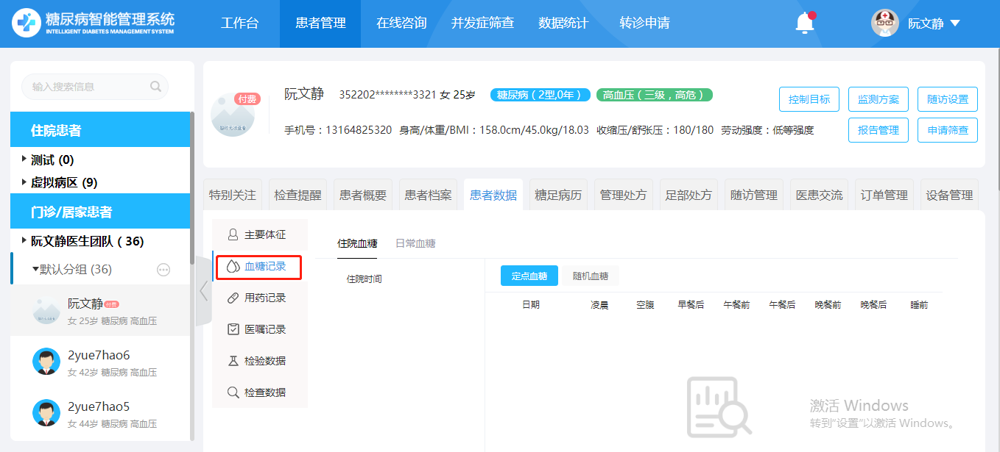 糖尿病智能管理系统
INTELLIGENT DIABETES MANAGEMENT SYSTEM
工作台 患者管理 在线咨询 并发症筛查 数据统计 转诊申请
阮文静
输入搜索信息
住院患者
测试 (0)
虚拟病区 (9)
门诊/居家患者
阮文静医生团队 ( 36)
默认分组 (36)
阮文静 付费
女 25岁 糖尿病 高血压
2yue7hao6
女 42岁 糖尿病 高血压
2yue7hao5
女 44岁 糖尿病 高血压
付费
阮文静 352202********3321 女 25岁 糖尿病（2型,0年） 高血压（三级，高危）
手机号：13164825320 身高/体重/BMI：158.0cm/45.0kg/18.03 收缩压/舒张压：180/180 劳动强度：低等强度
控制目标 监测方案 随访设置
报告管理 申请筛查
特别关注 检查提醒 患者概要 患者档案 患者数据 糖足病历 管理处方 足部处方 随访管理 医患交流 订单管理 设备管理
主要体征
血糖记录
用药记录
医嘱记录
检验数据
检查数据
住院血糖 日常血糖
住院时间
定点血糖 随机血糖
日期 凌晨 空腹 早餐后 午餐前 午餐后 晚餐前 晚餐后 睡前
激活 Windows
转到"设置"以激活 Windows。